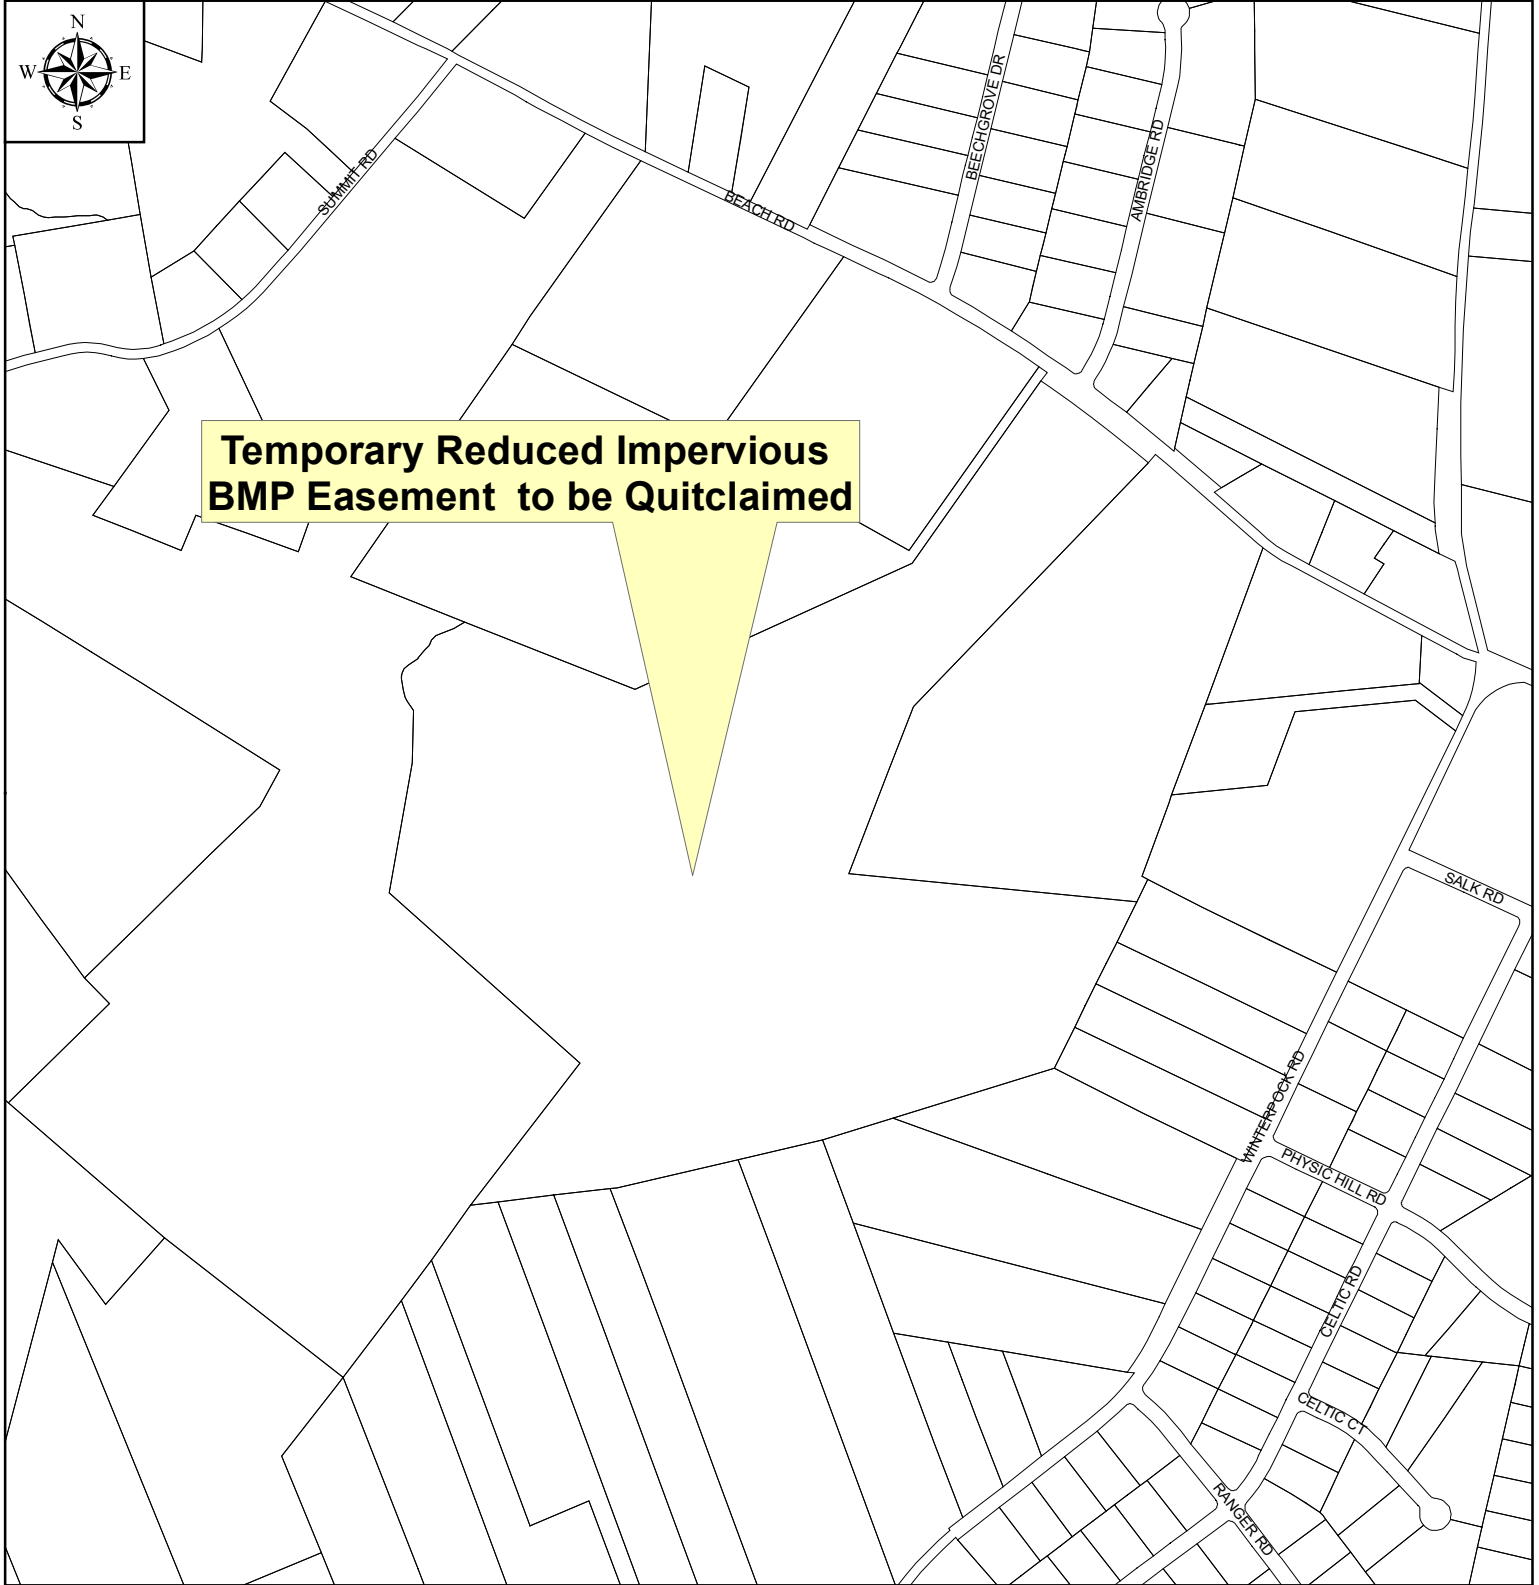 N
W E
S
BEECHGROVE DR
AMBRIDGE RD
SUMMIT RD
BEACH RD
Temporary Reduced Impervious
BMP Easement to be Quitclaimed
SALK RD
WINTERPOCK RD
PHYSIC HILL RD
CELTIC RD
CELTIC CT
RANGER RD